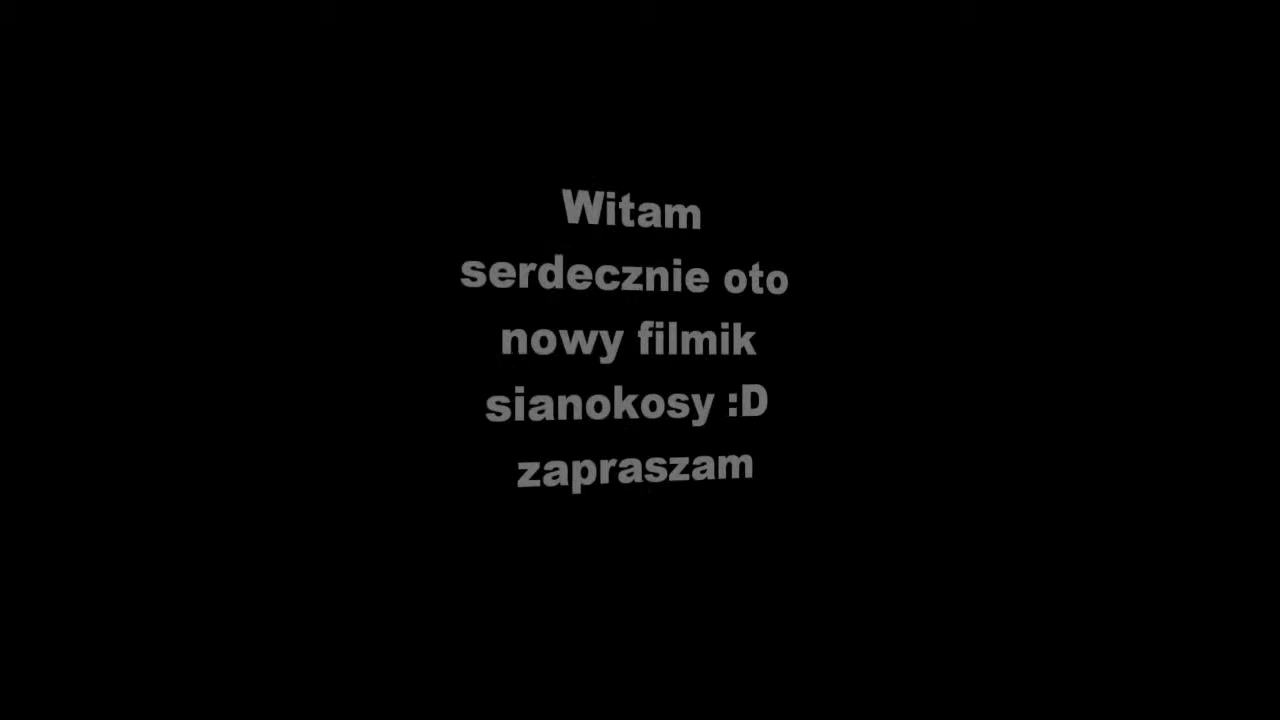 Witam
serdecznie oto
nowy filmik
sianokosy :D
zapraszam